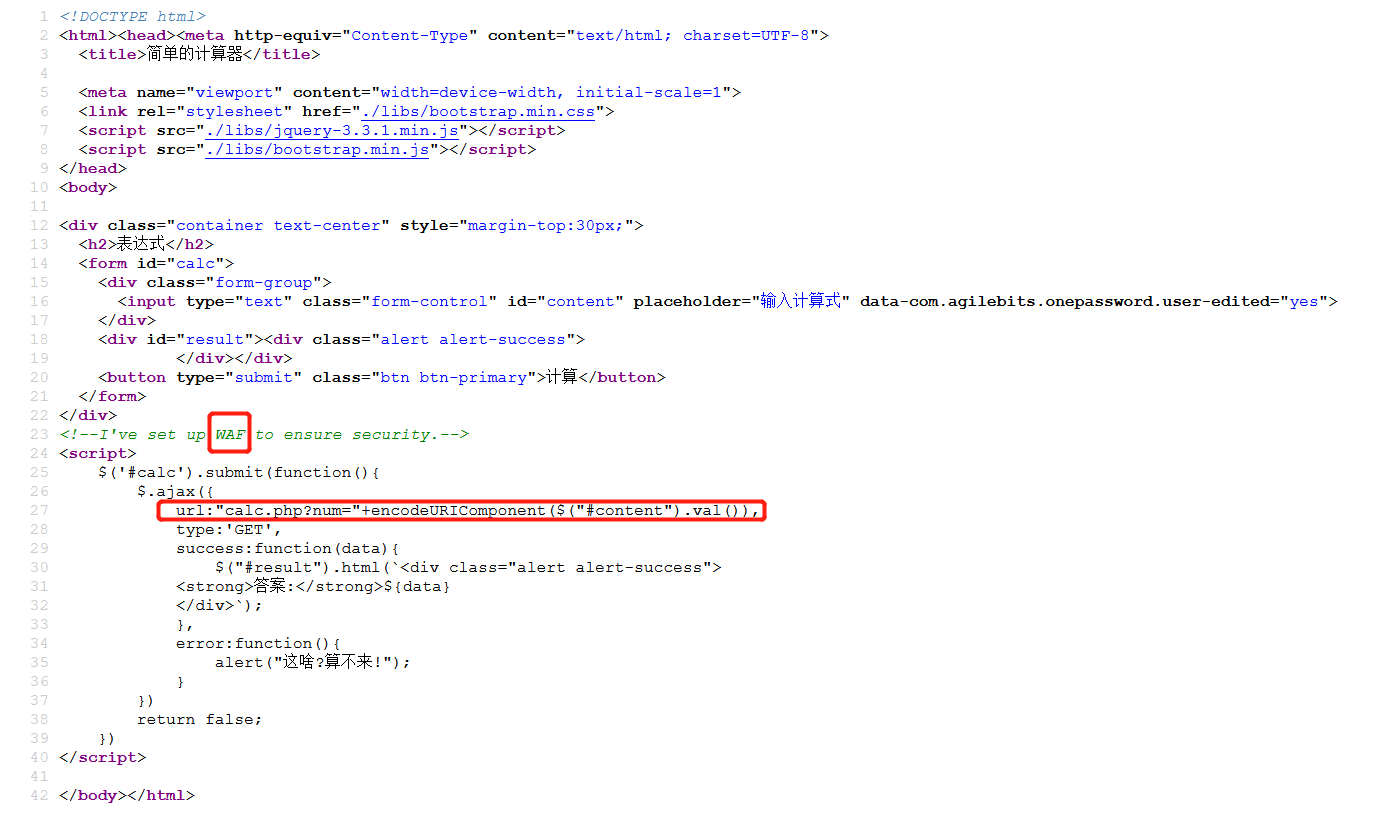 1 <!DOCTYPE html>
2 <html><head><meta http-equiv="Content-Type" content="text/html; charset=UTF-8">
3 <title>简单的计算器</title>
4
5 <meta name="viewport" content="width=device-width, initial-scale=1">
6 <link rel="stylesheet" href="./libs/bootstrap.min.css">
7 <script src="./libs/jquery-3.3.1.min.js"></script>
8 <script src="./libs/bootstrap.min.js"></script>
9 </head>
10 <body>
11
12 <div class="container text-center" style="margin-top:30px;">
13 <h2>表达式</h2>
14 <form id="calc">
15 <div class="form-group">
16 <input type="text" class="form-control" id="content" placeholder="输入计算式" data-com.agilebits.onepassword.user-edited="yes">
17 </div>
18 <div id="result"><div class="alert alert-success">
19 </div></div>
20 <button type="submit" class="btn btn-primary">计算</button>
21 </form>
22 </div>
23 <!--I've set up WAF to ensure security.-->
24 <script>
25 $('#calc').submit(function(){
26 $.ajax({
27 url:"calc.php?num="+encodeURIComponent($("#content").val()),
28 type:'GET',
29 success:function(data){
30 $("#result").html(`<div class="alert alert-success">
31 <strong>答案:</strong>${data}
32 </div>`);
33 },
34 error:function(){
35 alert("这啥?算不来!");
36 }
37 })
38 return false;
39 })
40 </script>
41
42 </body></html>